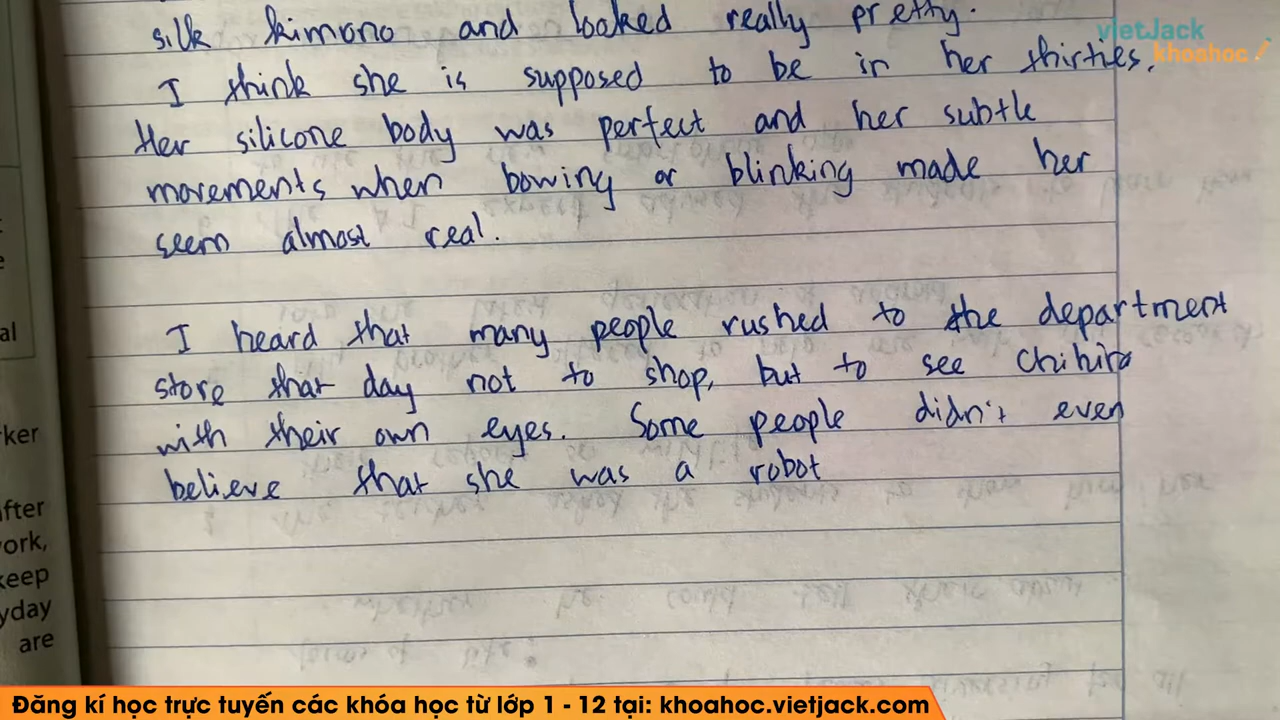 silk kimono and looked really pretty.
I think she is supposed to be in her thirties.
Her silicone body was perfect and her subtle
movements when bowing or blinking made her
seem almost real.
I heard that many people rushed to the department
store that day not to shop, but to see Chihira
with their own eyes. Some people didn't even
believe that she was a robot
vietJack
khoahoc
al
ker
fter
ork,
keep
yday
are
Đăng kí học trực tuyến các khóa học từ lớp 1 - 12 tại: khoahoc.vietjack.com